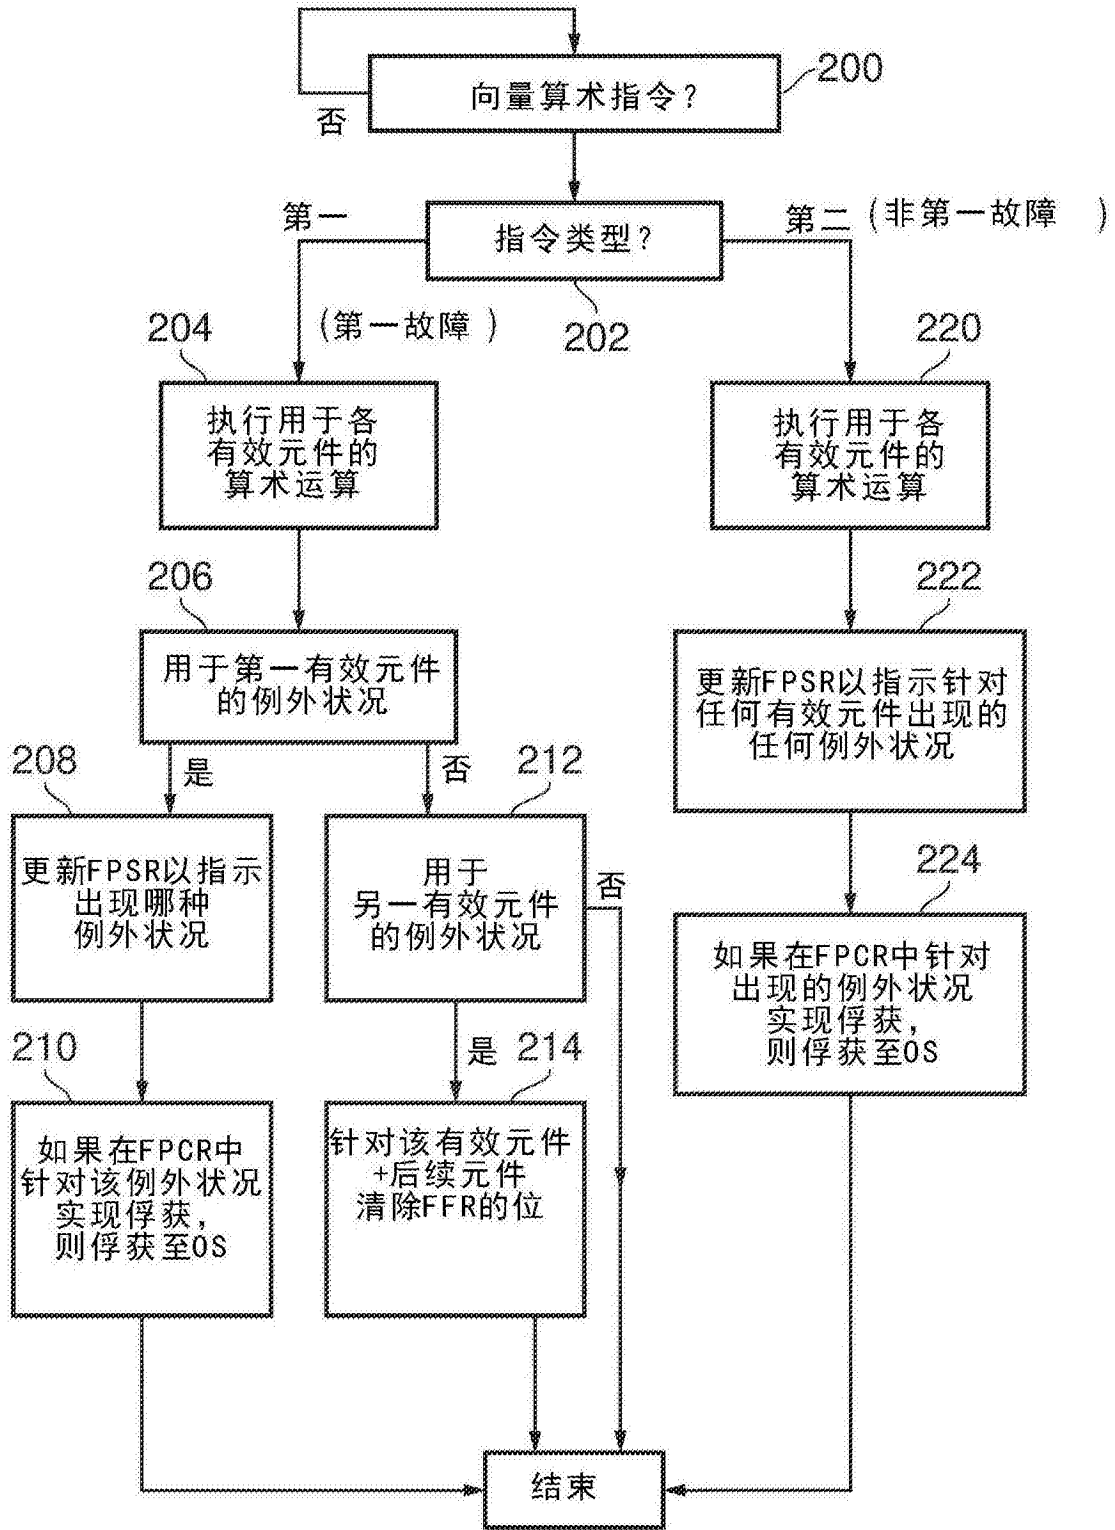 200
向量算术指令？
否
第一
指令类型？
第二（非第一故障）
202
（第一故障）
204
执行用于各
有效元件的
算术运算
220
执行用于各
有效元件的
算术运算
206
用于第一有效元件
的例外状况
222
更新FPSR以指示针对
任何有效元件出现的
任何例外状况
208
是
否
212
更新FPSR以指示
出现哪种
例外状况
用于
另一有效元件
的例外状况
否
224
如果在FPCR中针对
出现的例外状况
实现俘获，
则俘获至OS
210
是
214
如果在FPCR中
针对该例外状况
实现俘获，
则俘获至OS
针对该有效元件
+后续元件
清除FFR的位
结束